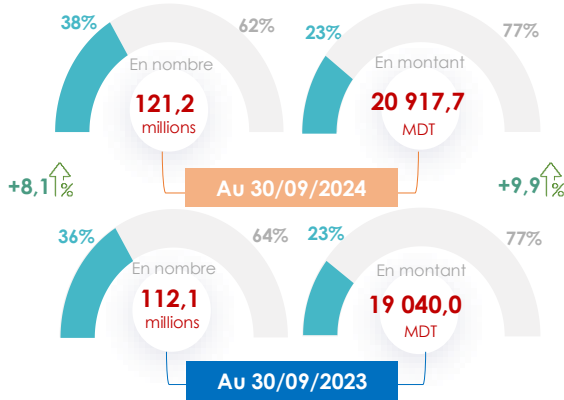 38%
62%
En nombre
121,2
millions
23%
77%
En montant
20 917,7
MDT
+8,1%
Au 30/09/2024
+9,9%
36%
64%
En nombre
112,1
millions
23%
77%
En montant
19 040,0
MDT
Au 30/09/2023